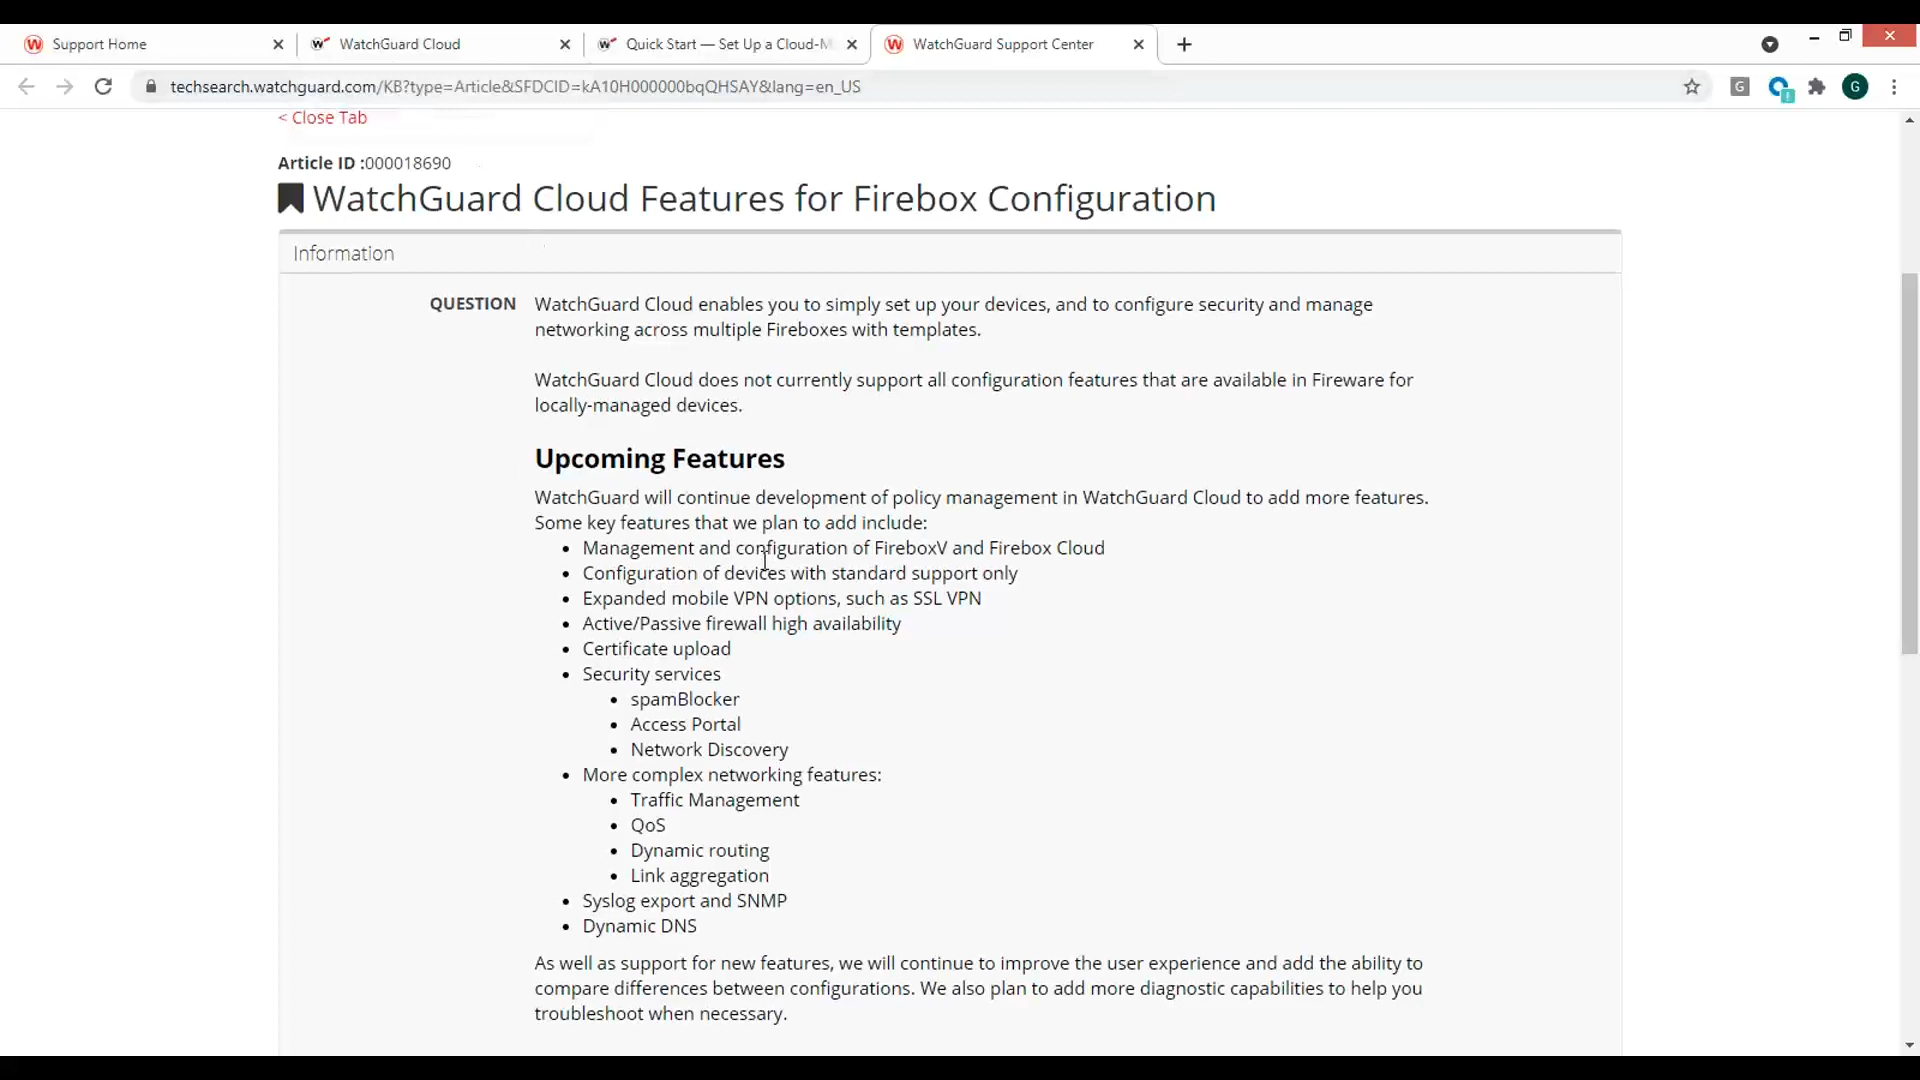 Support Home
WatchGuard Cloud
Quick Start — Set Up a Cloud-M
WatchGuard Support Center
techsearch.watchguard.com/KB?type=Article&SFDCID=kA10H000000bqQHSAY&lang=en_US
G
G
< Close Tab
Article ID :000018690
WatchGuard Cloud Features for Firebox Configuration
Information
QUESTION
WatchGuard Cloud enables you to simply set up your devices, and to configure security and manage
networking across multiple Fireboxes with templates.
WatchGuard Cloud does not currently support all configuration features that are available in Fireware for
locally-managed devices.
Upcoming Features
WatchGuard will continue development of policy management in WatchGuard Cloud to add more features.
Some key features that we plan to add include:
• Management and configuration of FireboxV and Firebox Cloud
• Configuration of devices with standard support only
• Expanded mobile VPN options, such as SSL VPN
• Active/Passive firewall high availability
• Certificate upload
• Security services
• spamBlocker
• Access Portal
• Network Discovery
• More complex networking features:
• Traffic Management
• QoS
• Dynamic routing
• Link aggregation
• Syslog export and SNMP
• Dynamic DNS
As well as support for new features, we will continue to improve the user experience and add the ability to
compare differences between configurations. We also plan to add more diagnostic capabilities to help you
troubleshoot when necessary.